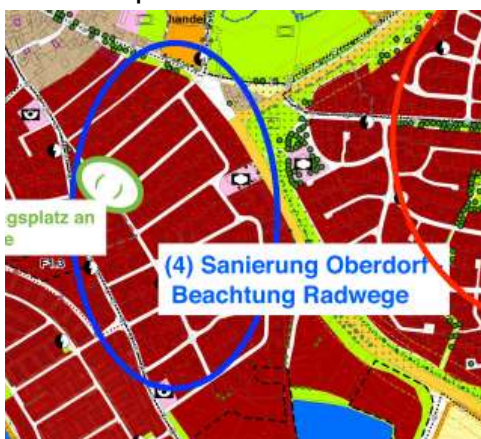 handel
gsplatz an
e
F1.3
(4) Sanierung Oberdorf
Beachtung Radwege